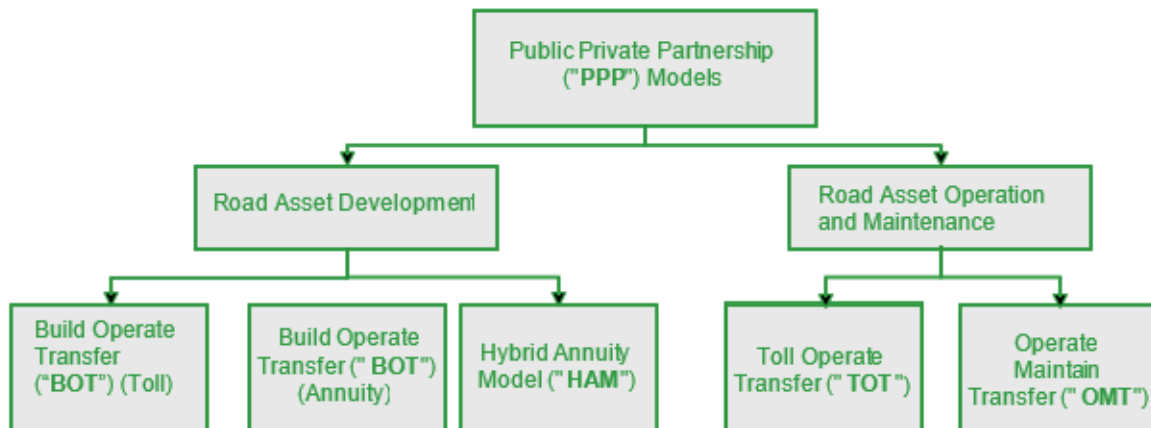 Public Private Partnership
("PPP") Models
Road Asset Development
Road Asset Operation
and Maintenance
Build Operate
Transfer
(“BOT”) (Toll)
Build Operate
Transfer (" BOT")
(Annuity)
Hybrid Annuity
Model (" HAM")
Toll Operate
Transfer (" TOT")
Operate
Maintain
Transfer (" OMT")